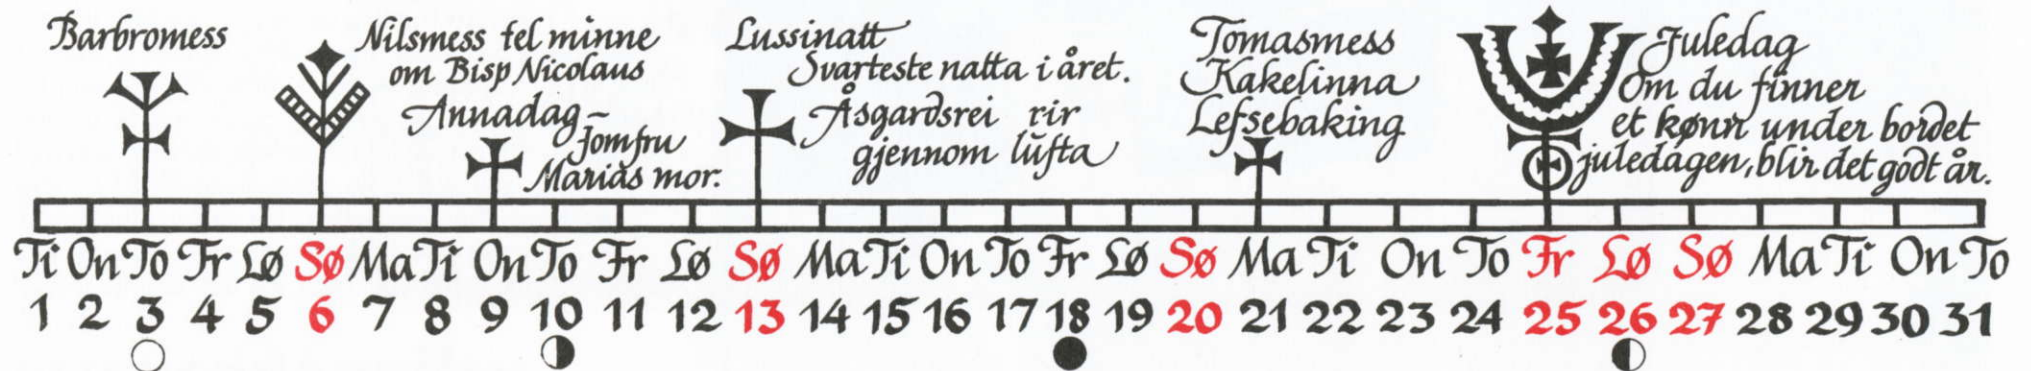 Barbromess
Nilsmess tel minne
om Bisp Nicolaus
Annadag –
Jomfru
Marias mor.
Lussinatt
Svarteste natta i året.
Åsgardsrei rir
gjennom lufta
Tomasmess
Kakelinna
Lefsebaking
Juledag
Om du finner
et kønn under bordet
juledagen, blir det godt år.
Ti On To Fr Lø Sø Ma Ti On To Fr Lø Sø Ma Ti On To Fr Lø Sø Ma Ti On To Fr Lø Sø Ma Ti On To
1 2 3 4 5 6 7 8 9 10 11 12 13 14 15 16 17 18 19 20 21 22 23 24 25 26 27 28 29 30 31